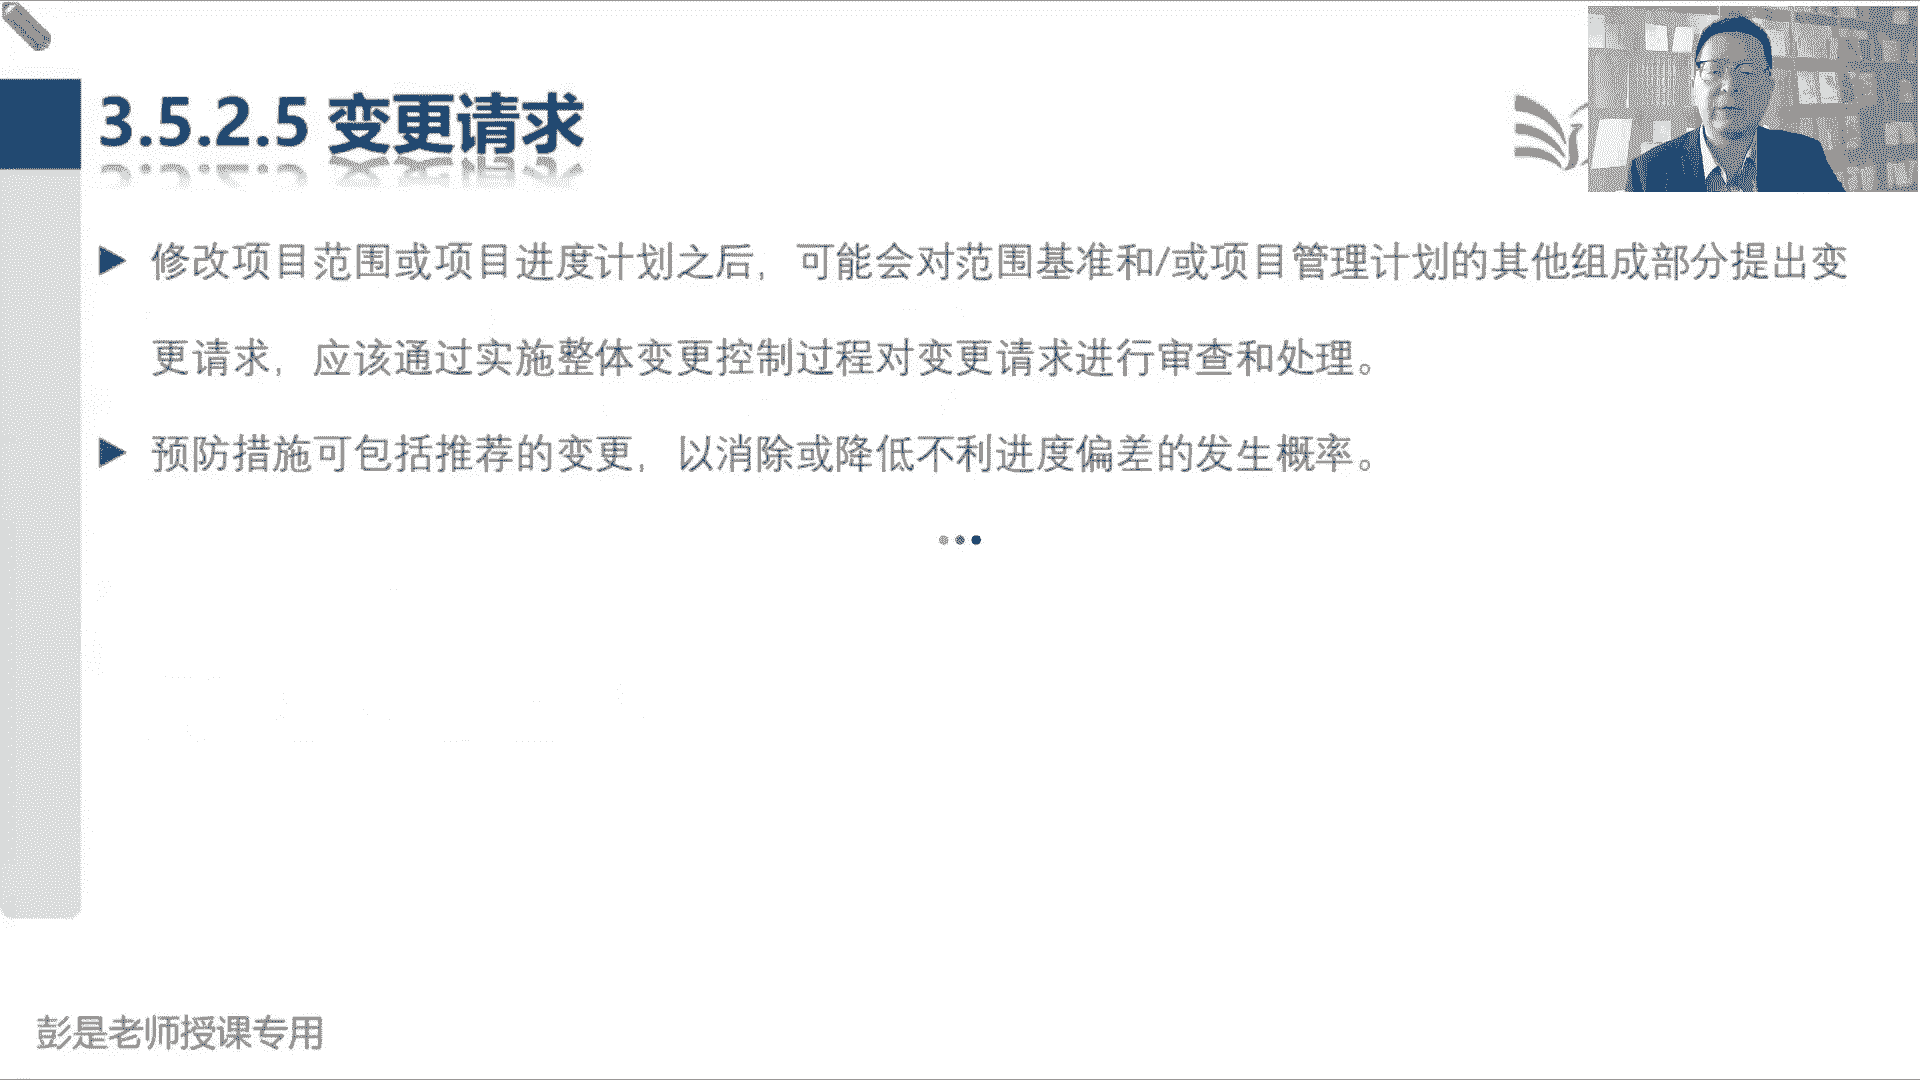 3.5.2.5 变更请求
修改项目范围或项目进度计划之后，可能会对范围基准和/或项目管理计划的其他组成部分提出变
更请求，应该通过实施整体变更控制过程对变更请求进行审查和处理。
预防措施可包括推荐的变更，以消除或降低不利进度偏差的发生概率。
彭是老师授课专用